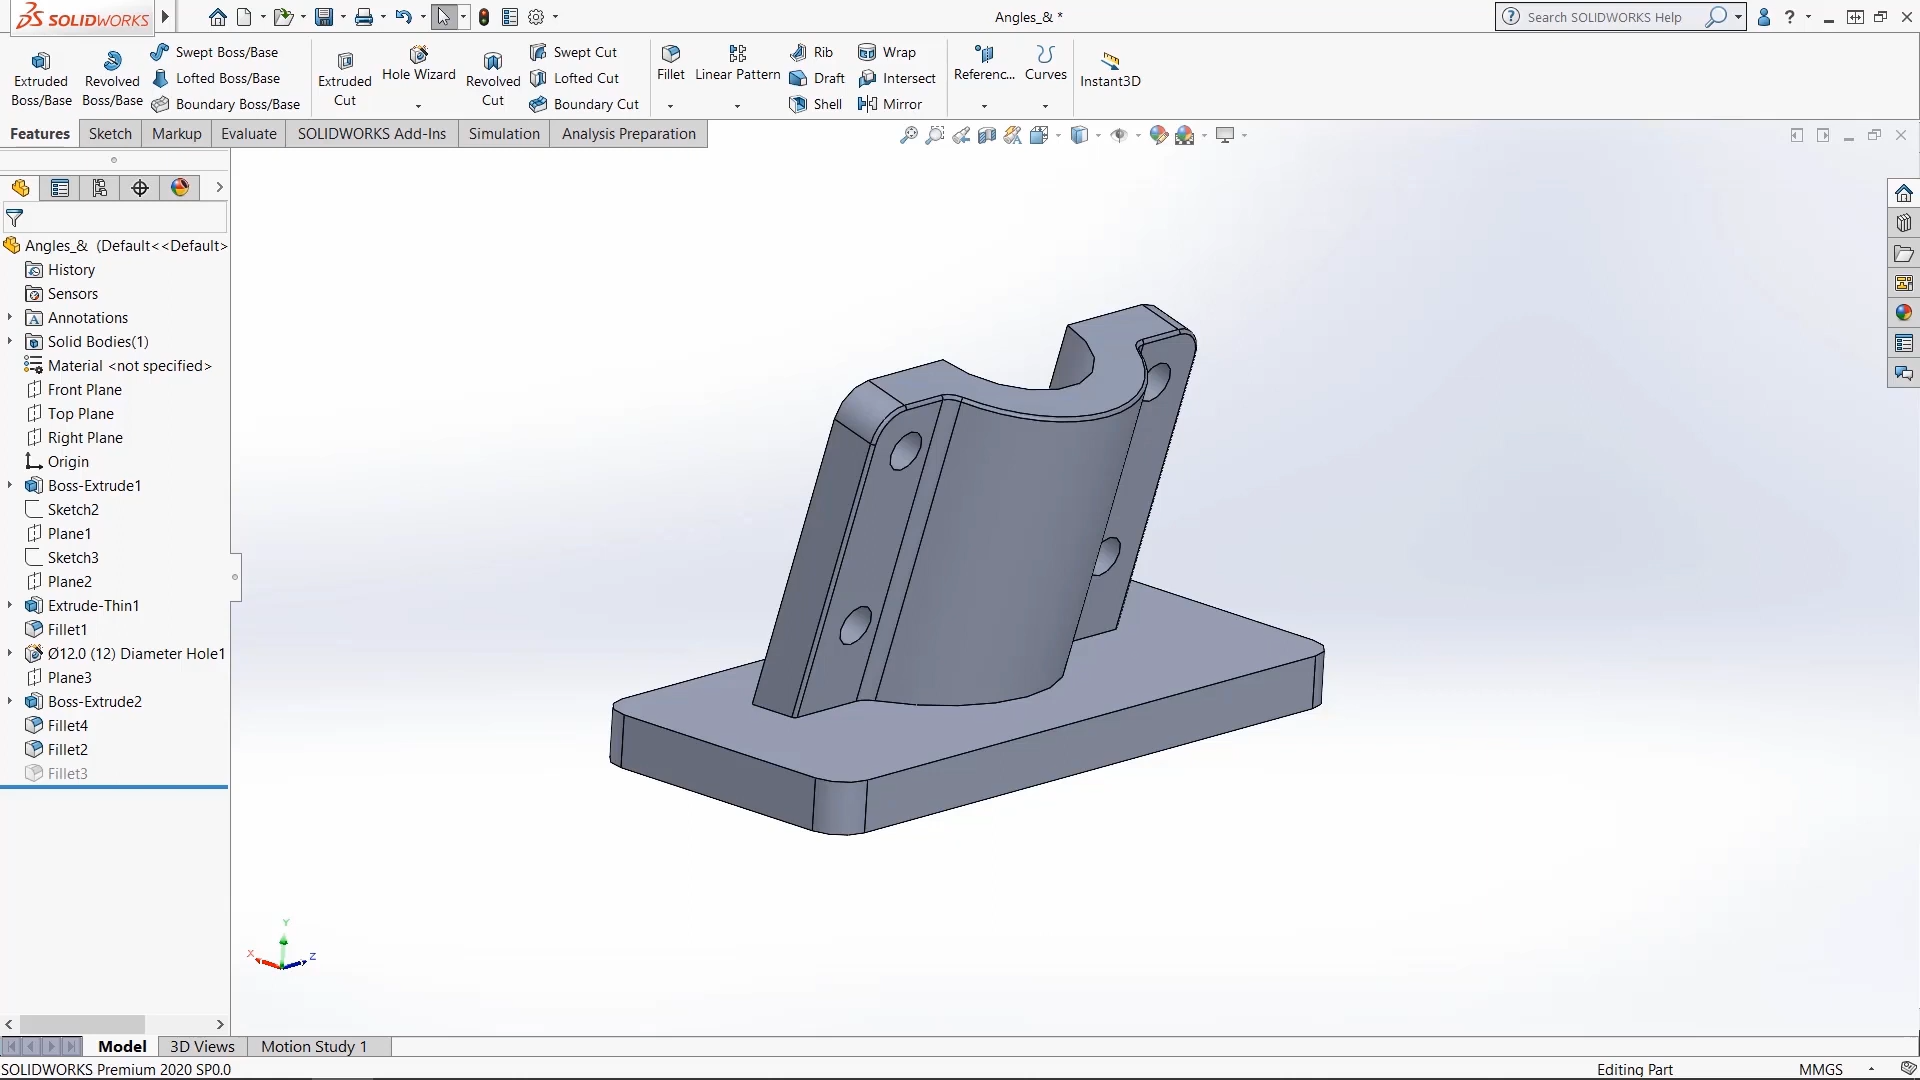 SOLIDWORKS
Angles_& *
Search SOLIDWORKS Help
Extruded Boss/Base
Revolved Boss/Base
Swept Boss/Base
Lofted Boss/Base
Boundary Boss/Base
Extruded Cut
Hole Wizard
Revolved Cut
Swept Cut
Lofted Cut
Boundary Cut
Fillet
Linear Pattern
Rib
Draft
Shell
Wrap
Intersect
Mirror
Referenc...
Curves
Instant3D
Features
Sketch
Markup
Evaluate
SOLIDWORKS Add-Ins
Simulation
Analysis Preparation
Angles_& (Default<<Default>
History
Sensors
Annotations
Solid Bodies(1)
Material <not specified>
Front Plane
Top Plane
Right Plane
Origin
Boss-Extrude1
Sketch2
Plane1
Sketch3
Plane2
Extrude-Thin1
Fillet1
Ø12.0 (12) Diameter Hole1
Plane3
Boss-Extrude2
Fillet4
Fillet2
Fillet3
Y
X
Z
Model
3D Views
Motion Study 1
SOLIDWORKS Premium 2020 SP0.0
Editing Part
MMGS